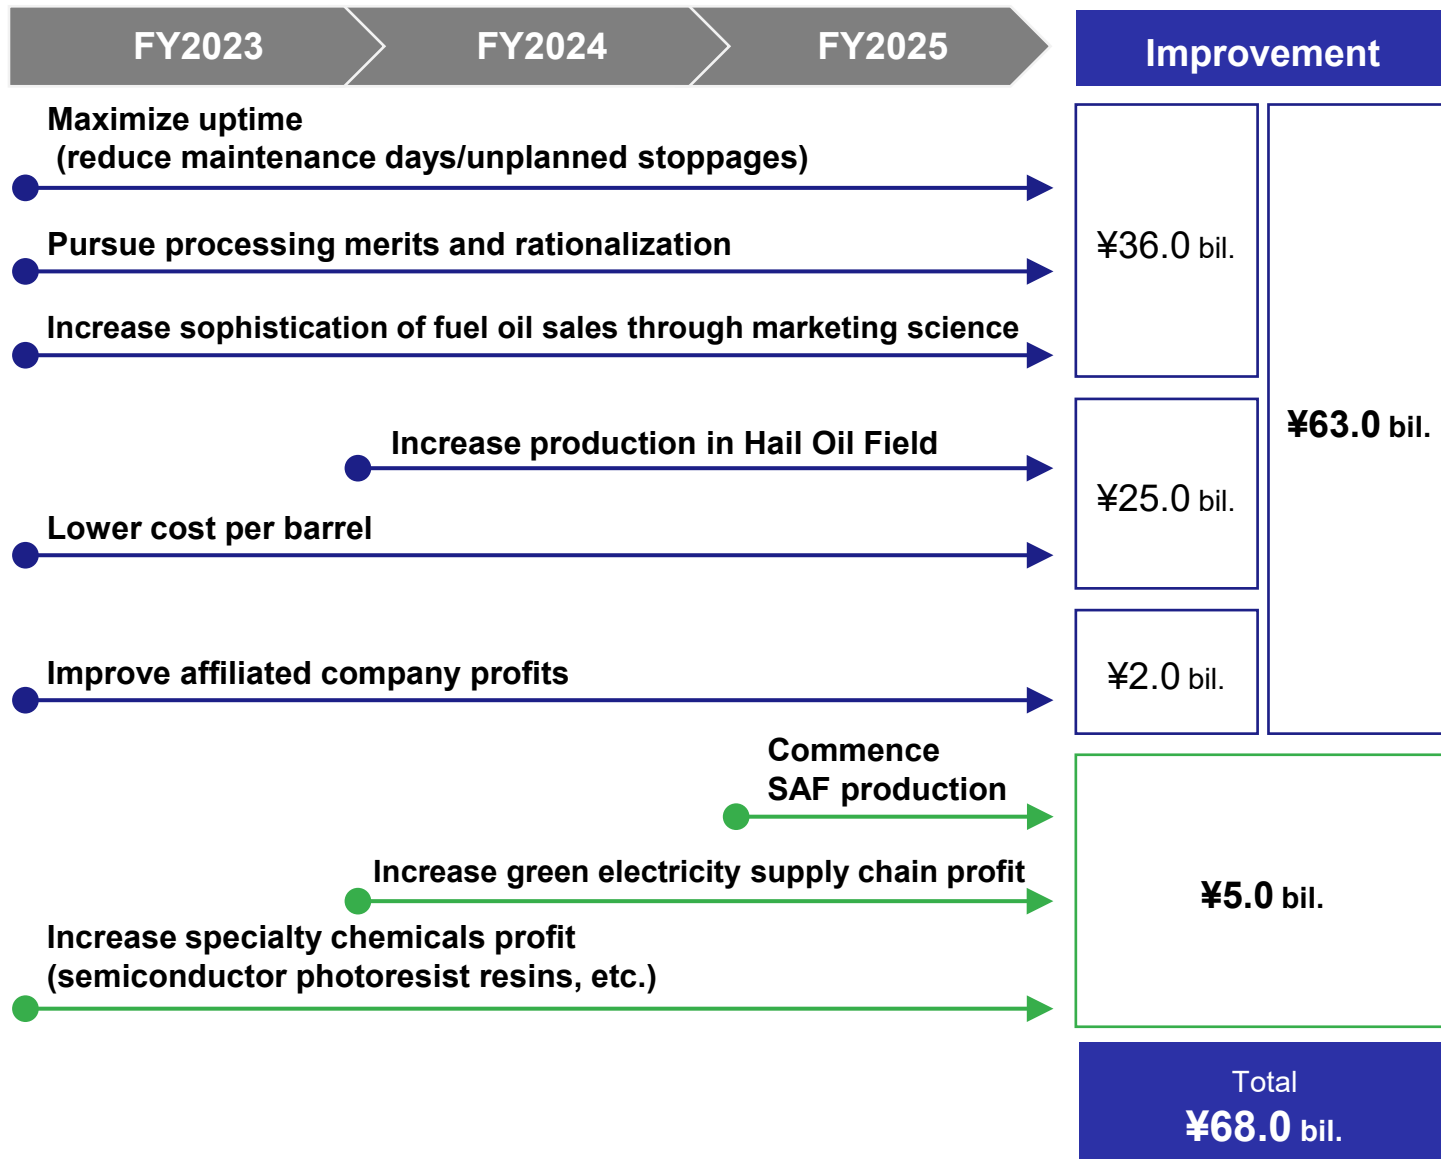 FY2023 FY2024 FY2025 Improvement
Maximize uptime
(reduce maintenance days/unplanned stoppages)
Pursue processing merits and rationalization
Increase sophistication of fuel oil sales through marketing science
¥36.0 bil.
Increase production in Hail Oil Field
Lower cost per barrel
¥25.0 bil.
Improve affiliated company profits
¥2.0 bil.
¥63.0 bil.
Commence
SAF production
Increase green electricity supply chain profit
Increase specialty chemicals profit
(semiconductor photoresist resins, etc.)
¥5.0 bil.
Total
¥68.0 bil.